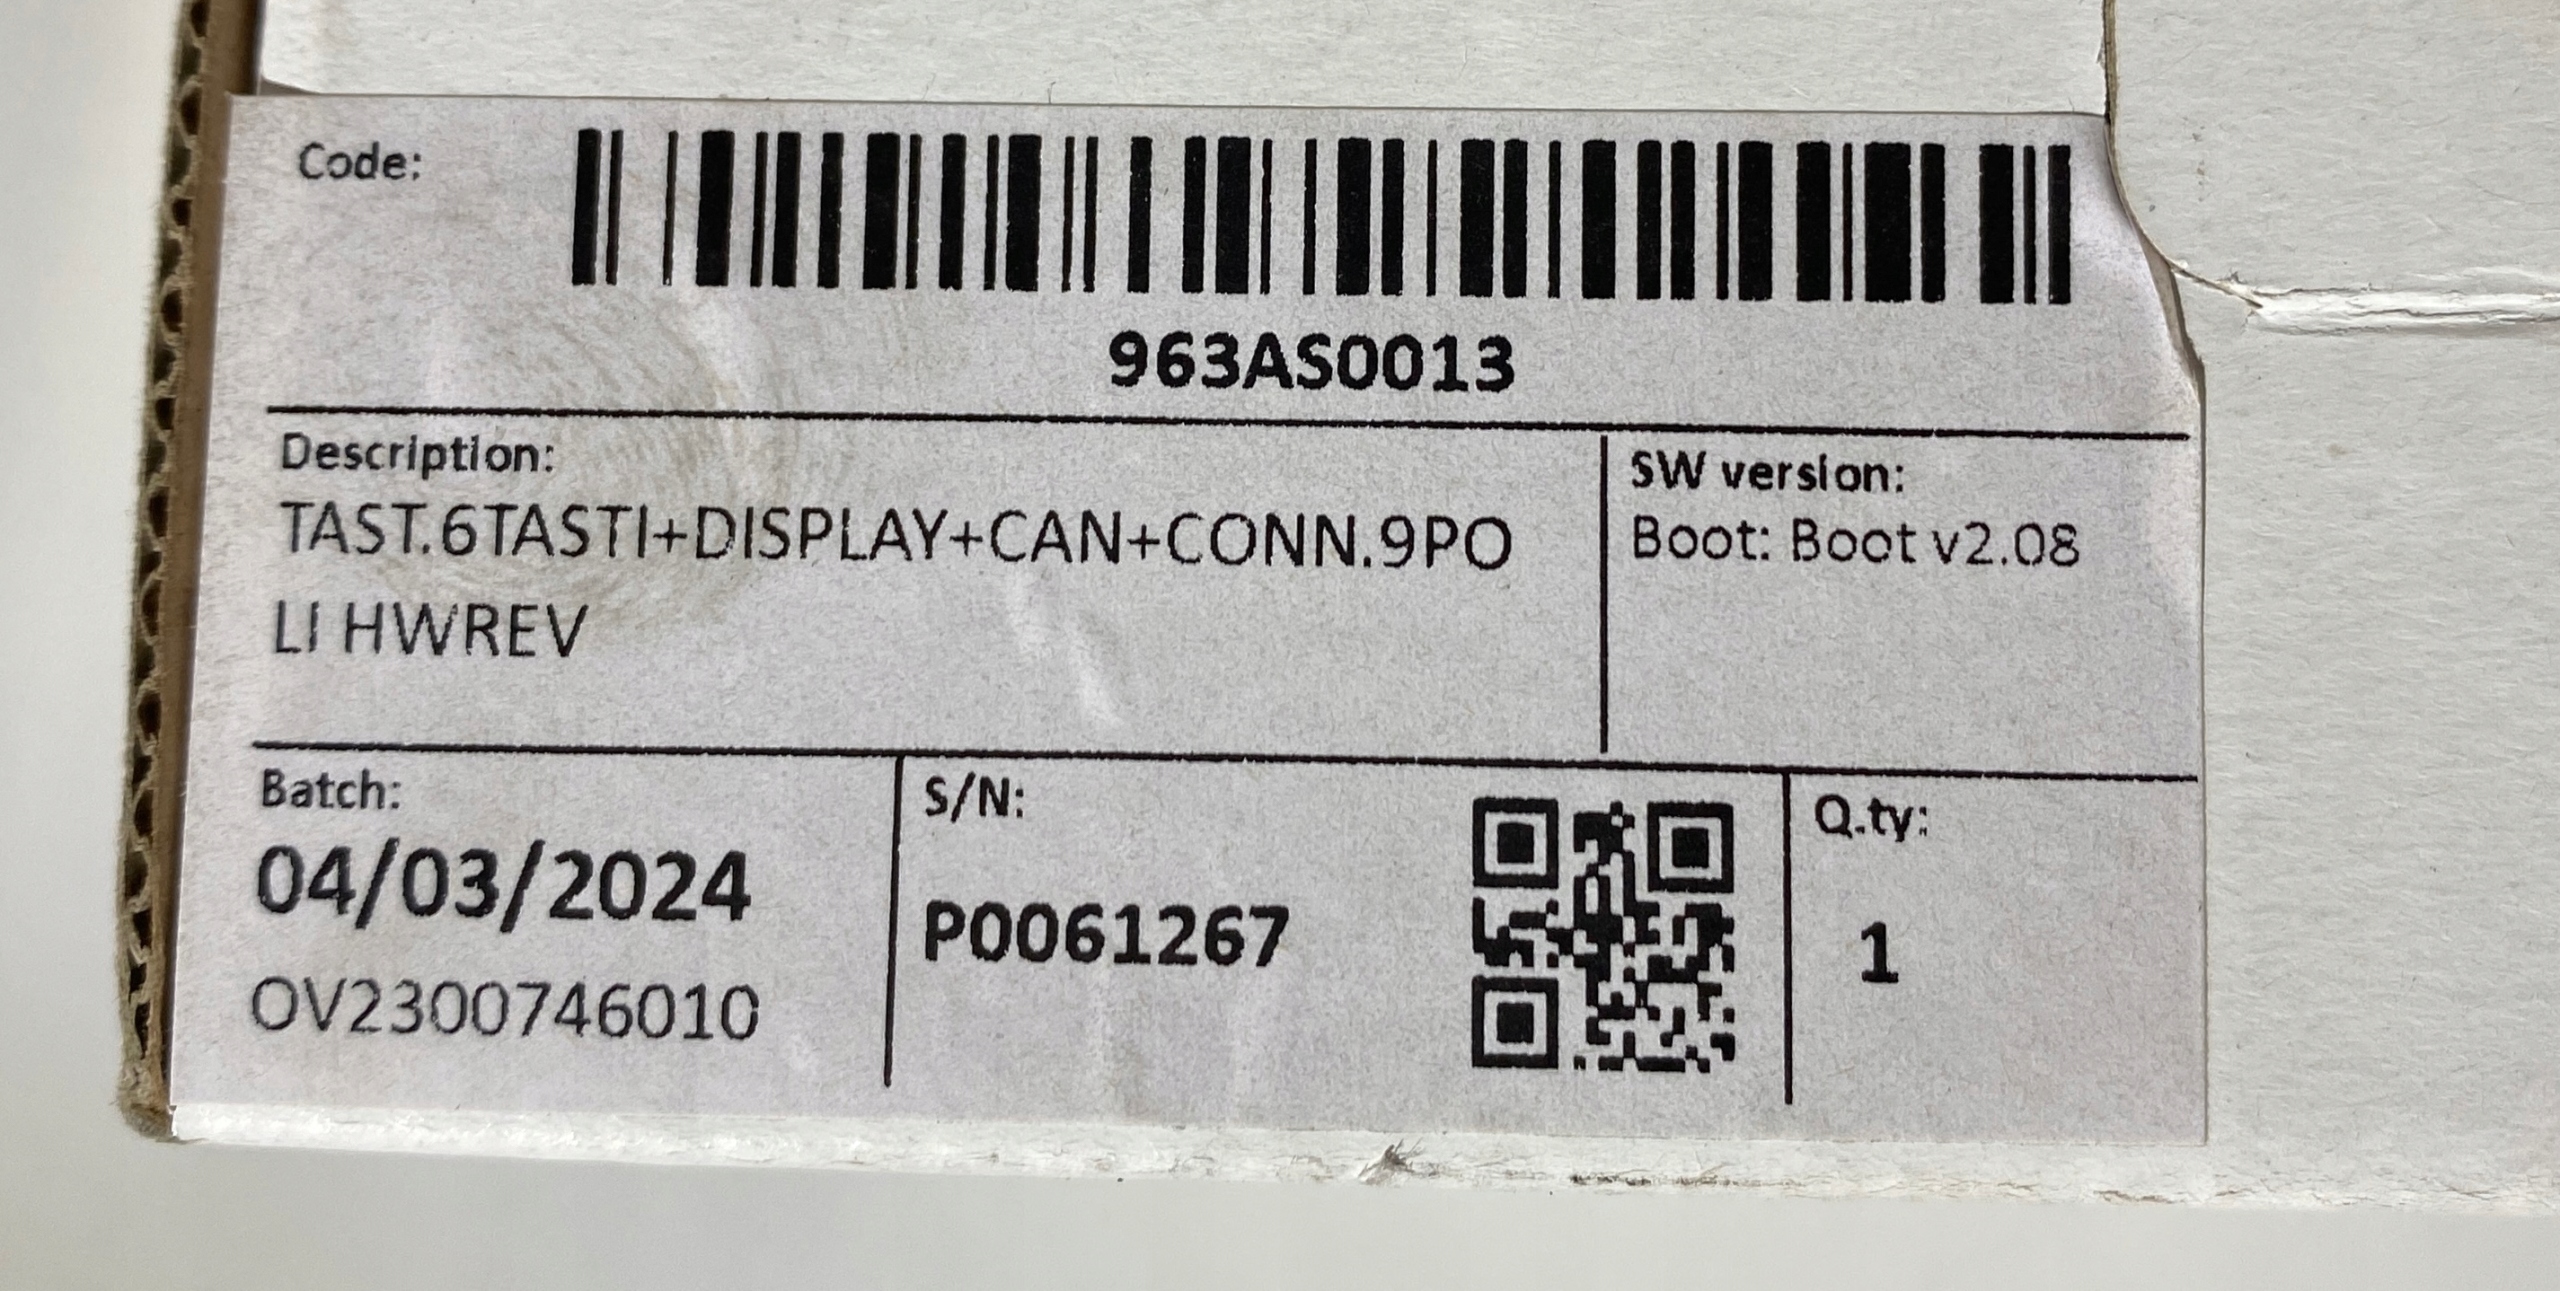 Code:
963AS0013
Description:
TAST.6TASTI+DISPLAY+CAN+CONN.9PO
LI HWREV
SW version:
Boot: Boot v2.08
Batch:
04/03/2024
OV2300746010
S/N:
P0061267
Q.ty:
1